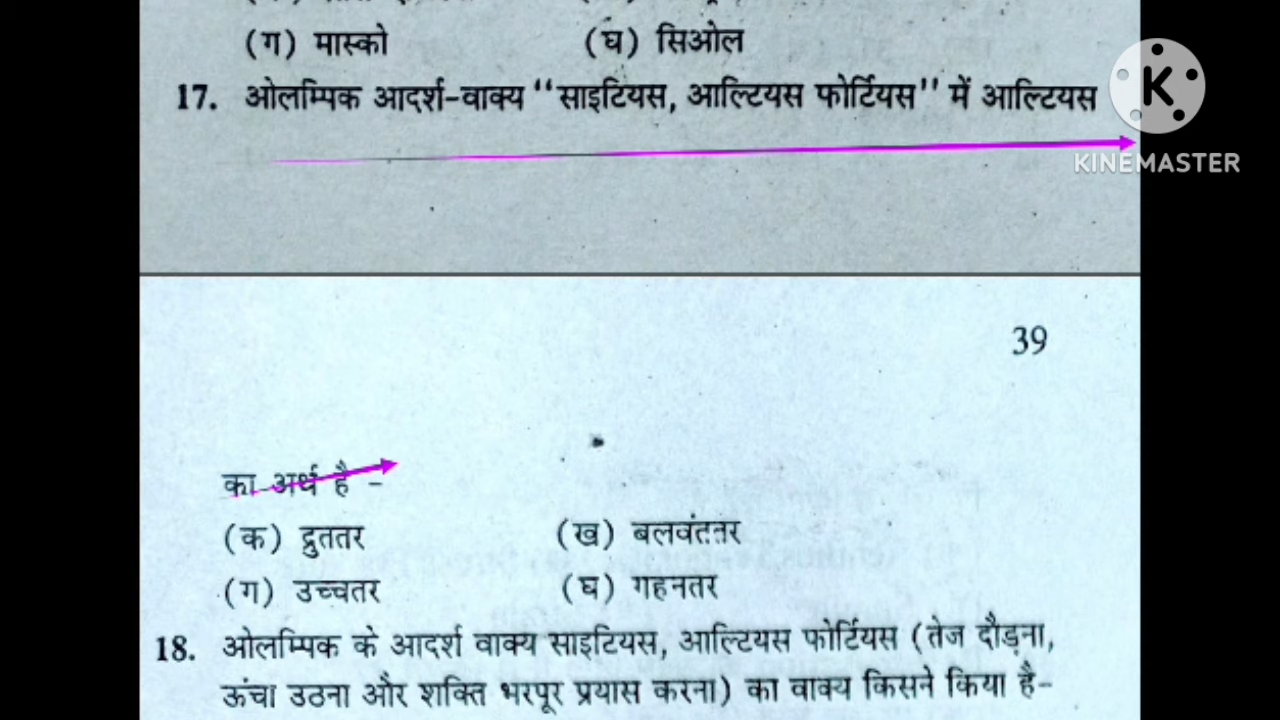 (ग) मास्को (घ) सिओल
17. ओलम्पिक आदर्श-वाक्य "साइटियस, आल्टियस फोर्टियस" में आल्टियस
K
KINEMASTER
39
का अर्थ है -
(क) द्रुततर (ख) बलवंततर
(ग) उच्चतर (घ) गहनतर
18. ओलम्पिक के आदर्श वाक्य साइटियस, आल्टियस फोर्टियस (तेज दौड़ना,
ऊंचा उठना और शक्ति भरपूर प्रयास करना) का वाक्य किसने किया है-